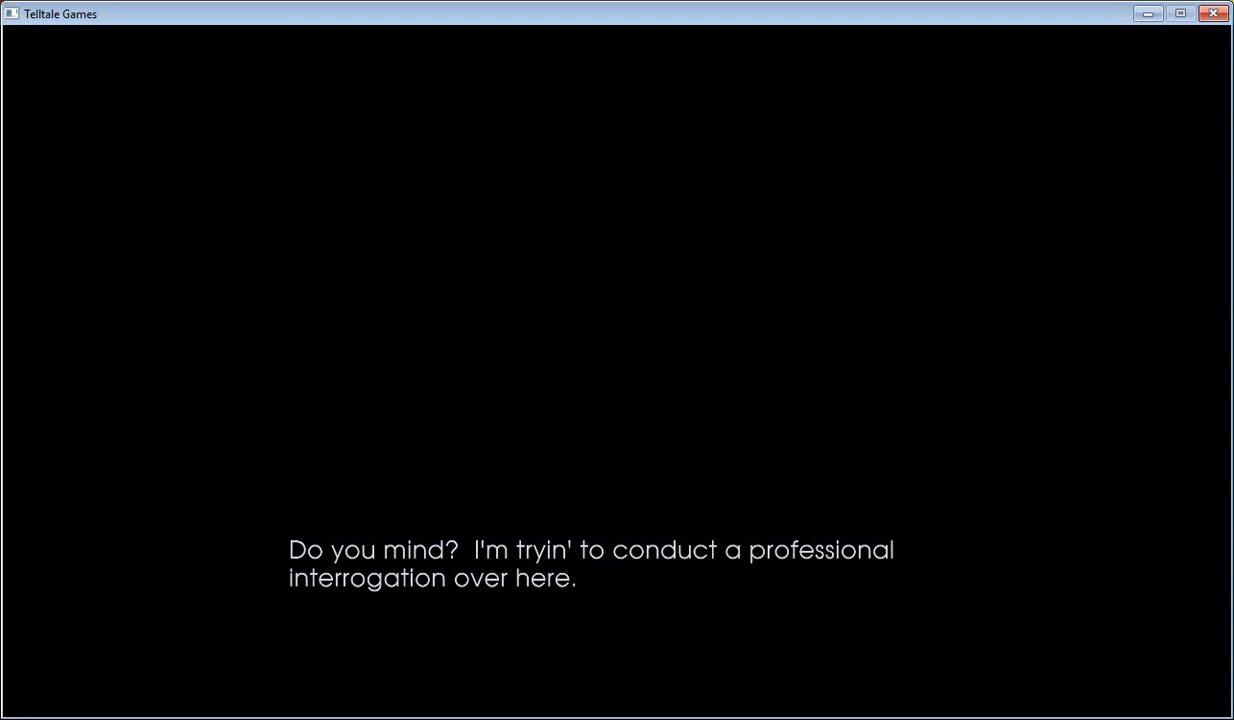 Telltale Games
Do you mind?  I'm tryin' to conduct a professional
interrogation over here.